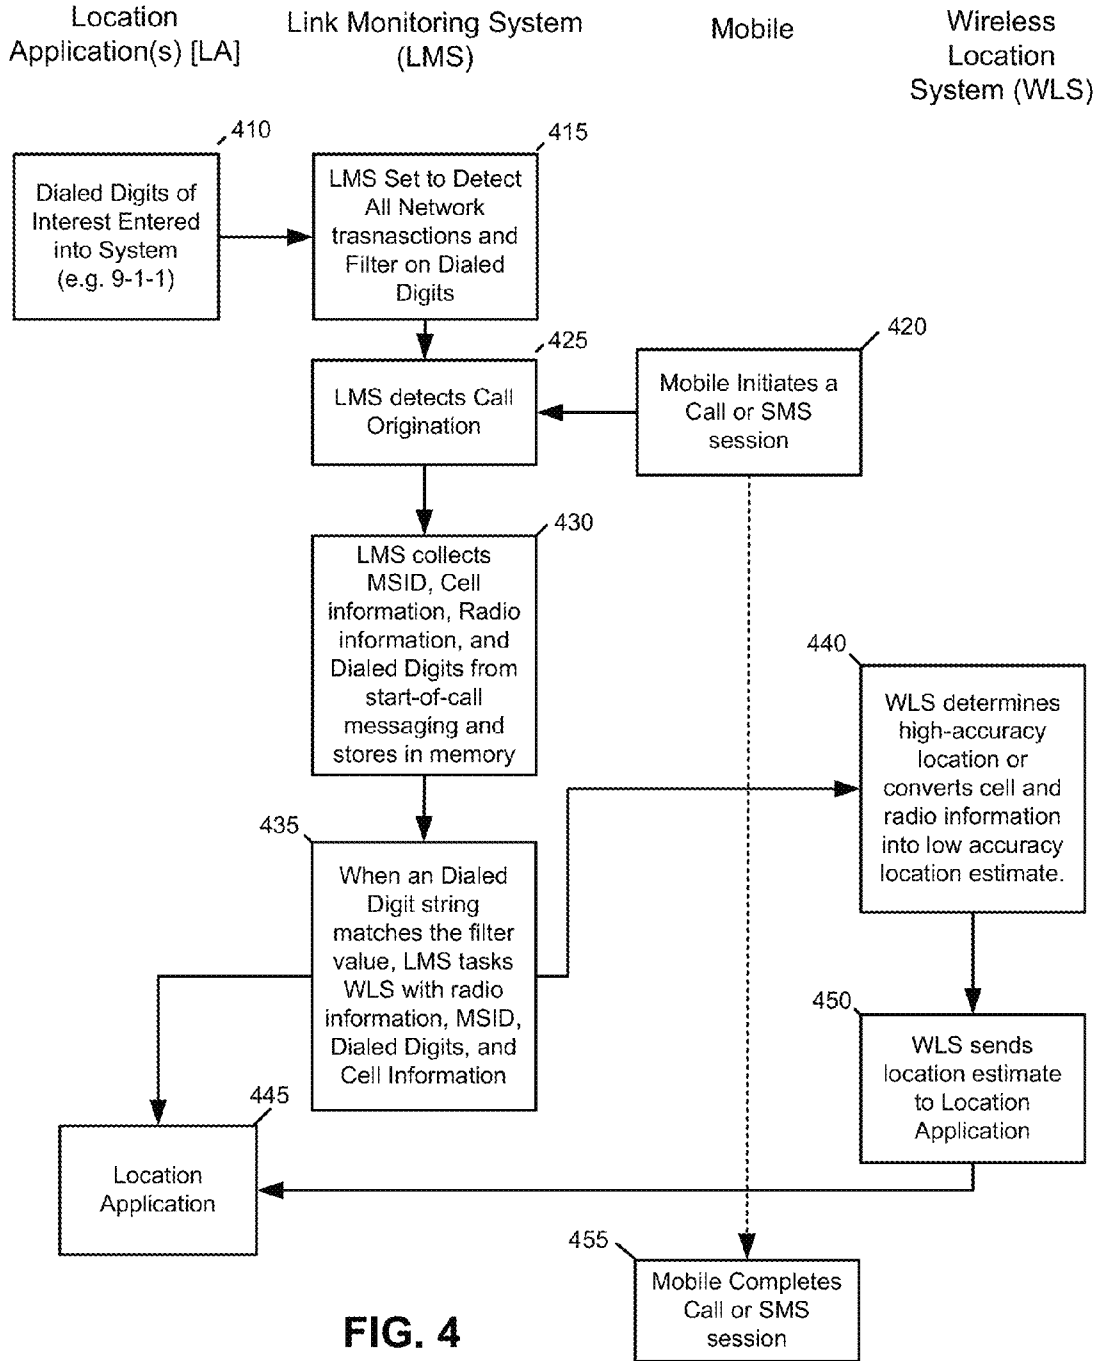 Location
Application(s) [LA]
Link Monitoring System
(LMS)
Mobile
Wireless
Location
System (WLS)
410
Dialed Digits of
Interest Entered
into System
(e.g. 9-1-1)
415
LMS Set to Detect
All Network
trasnasctions and
Filter on Dialed
Digits
420
Mobile Initiates a
Call or SMS
session
425
LMS detects Call
Origination
430
LMS collects
MSID, Cell
information, Radio
information, and
Dialed Digits from
start-of-call
messaging and
stores in memory
435
When an Dialed
Digit string
matches the filter
value, LMS tasks
WLS with radio
information, MSID,
Dialed Digits, and
Cell Information
440
WLS determines
high-accuracy
location or
converts cell and
radio information
into low accuracy
location estimate.
445
Location
Application
450
WLS sends
location estimate
to Location
Application
455
Mobile Completes
Call or SMS
session
FIG. 4